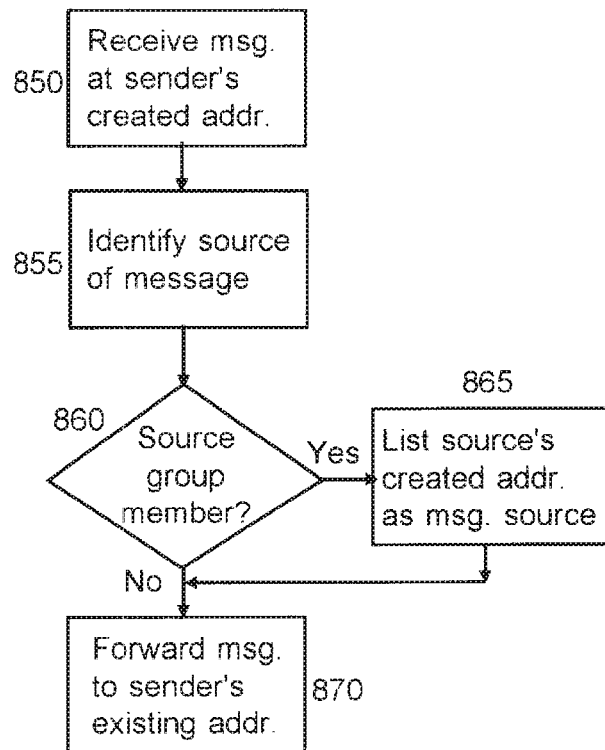 Receive msg.
at sender's
created addr.
850
Identify source
of message
855
860
Source
group
member?
Yes
865
List source's
created addr.
as msg. source
No
Forward msg.
to sender's
existing addr.
870